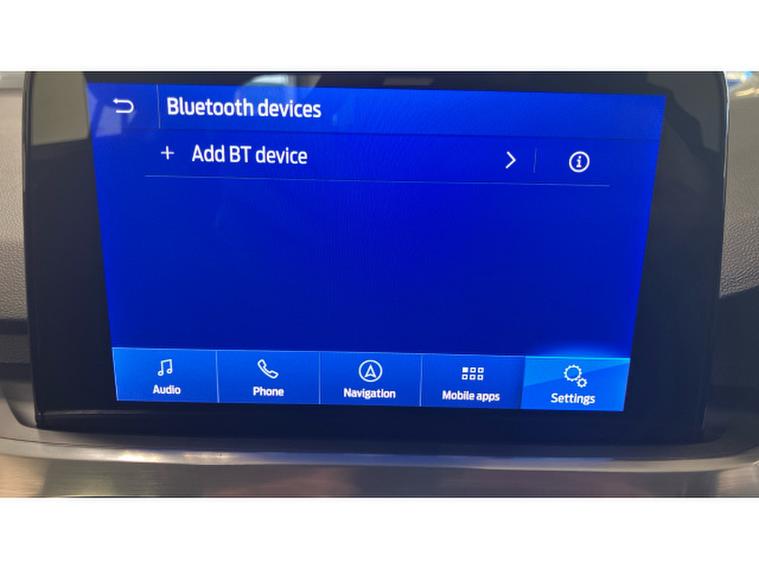 Bluetooth devices
+ Add BT device
Audio
Phone
Navigation
Mobile apps
Settings